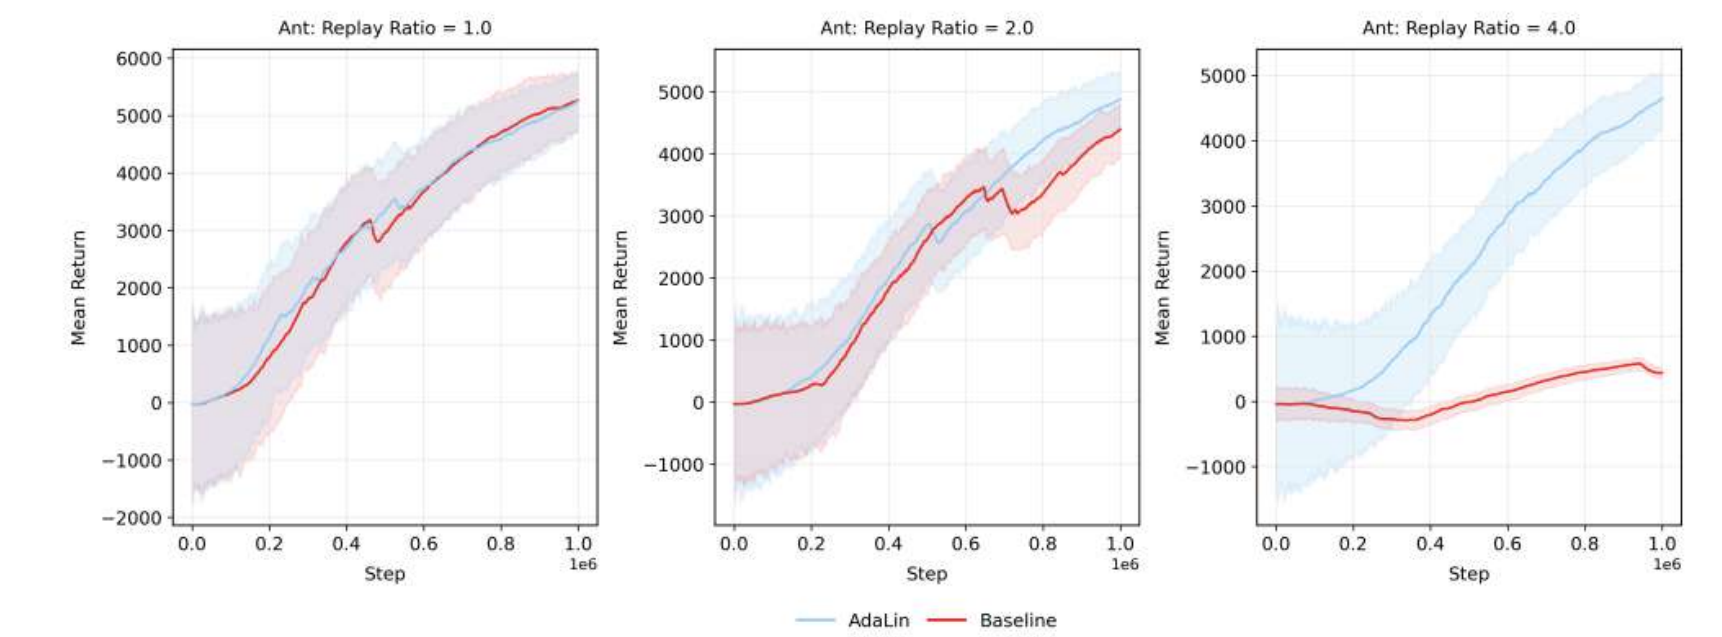 Ant: Replay Ratio = 1.0
Mean Return
6000
5000
4000
3000
2000
1000
0
−1000
−2000
0.0 0.2 0.4 0.6 0.8 1.0
1e6
Step
Ant: Replay Ratio = 2.0
Mean Return
5000
4000
3000
2000
1000
0
−1000
0.0 0.2 0.4 0.6 0.8 1.0
1e6
Step
Ant: Replay Ratio = 4.0
Mean Return
5000
4000
3000
2000
1000
0
−1000
0.0 0.2 0.4 0.6 0.8 1.0
1e6
Step
AdaLin Baseline